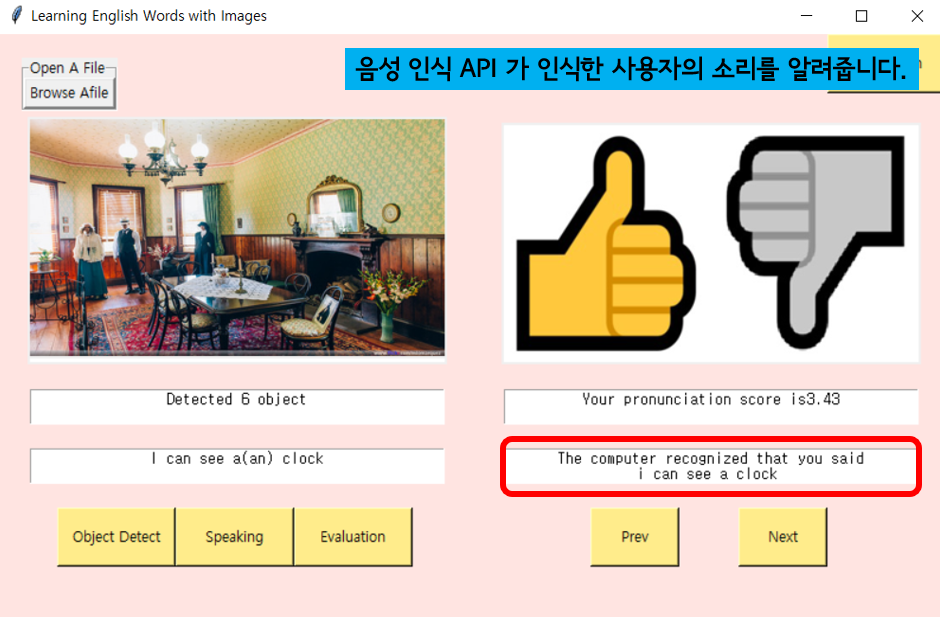 Learning English Words with Images
음성 인식 API 가 인식한 사용자의 소리를 알려줍니다.
Open A File
Browse Afile
Detected 6 object
Your pronunciation score is3.43
I can see a(an) clock
The computer recognized that you said
i can see a clock
Object Detect
Speaking
Evaluation
Prev
Next